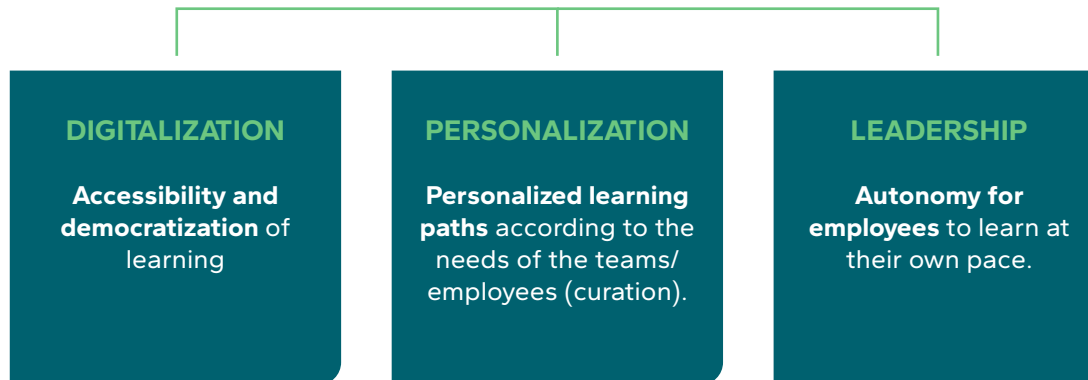 DIGITALIZATION
Accessibility and
democratization of
learning
PERSONALIZATION
Personalized learning
paths according to the
needs of the teams/
employees (curation).
LEADERSHIP
Autonomy for
employees to learn at
their own pace.